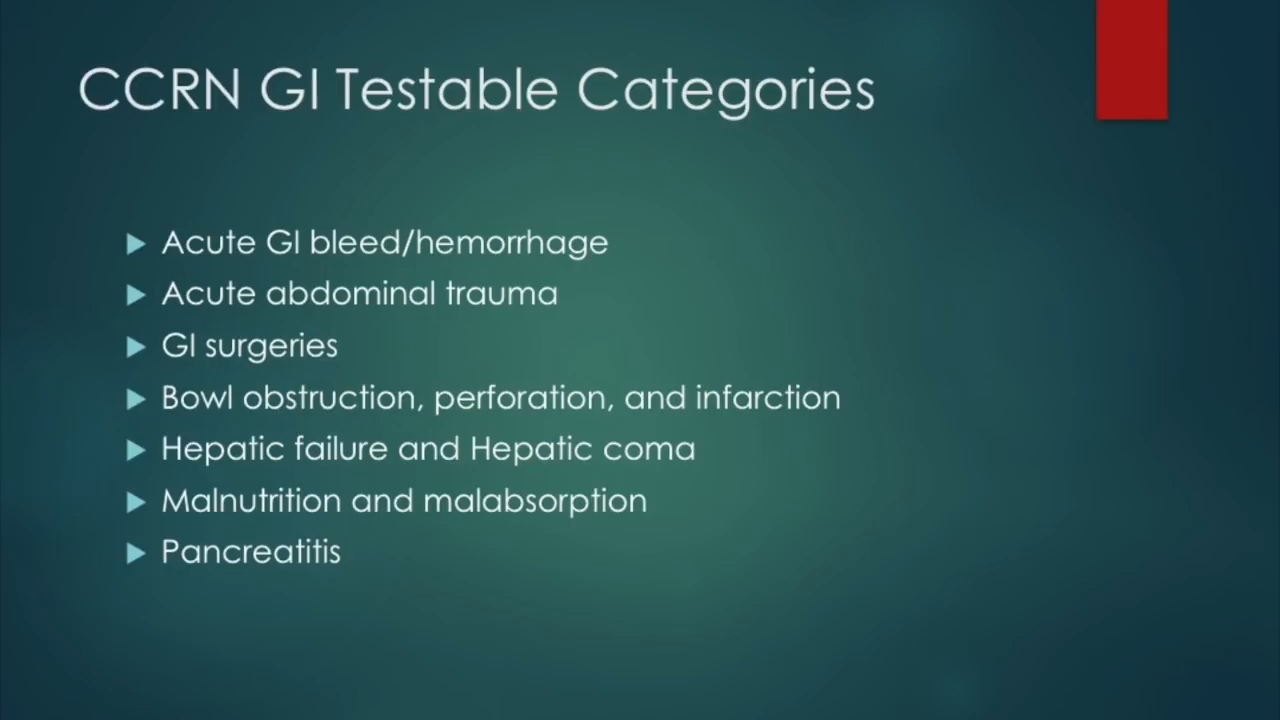 CCRN GI Testable Categories
Acute GI bleed/hemorrhage
Acute abdominal trauma
GI surgeries
Bowl obstruction, perforation, and infarction
Hepatic failure and Hepatic coma
Malnutrition and malabsorption
Pancreatitis